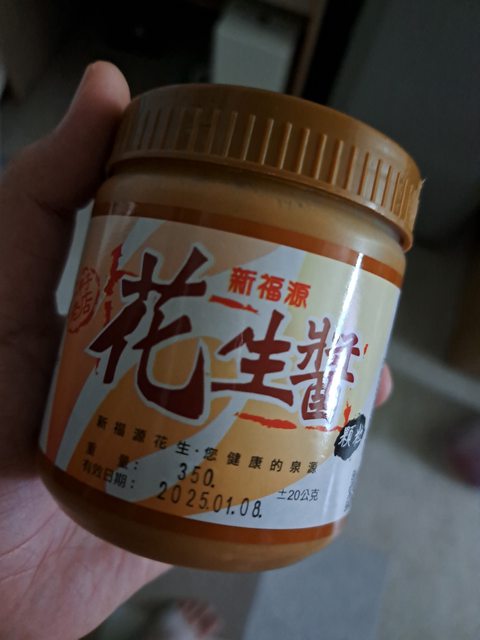 新福源
花生醬
顆粒
新福源花生·您健康的泉源
重 量: 350. ±20公克
有效日期: 2025.01.08.